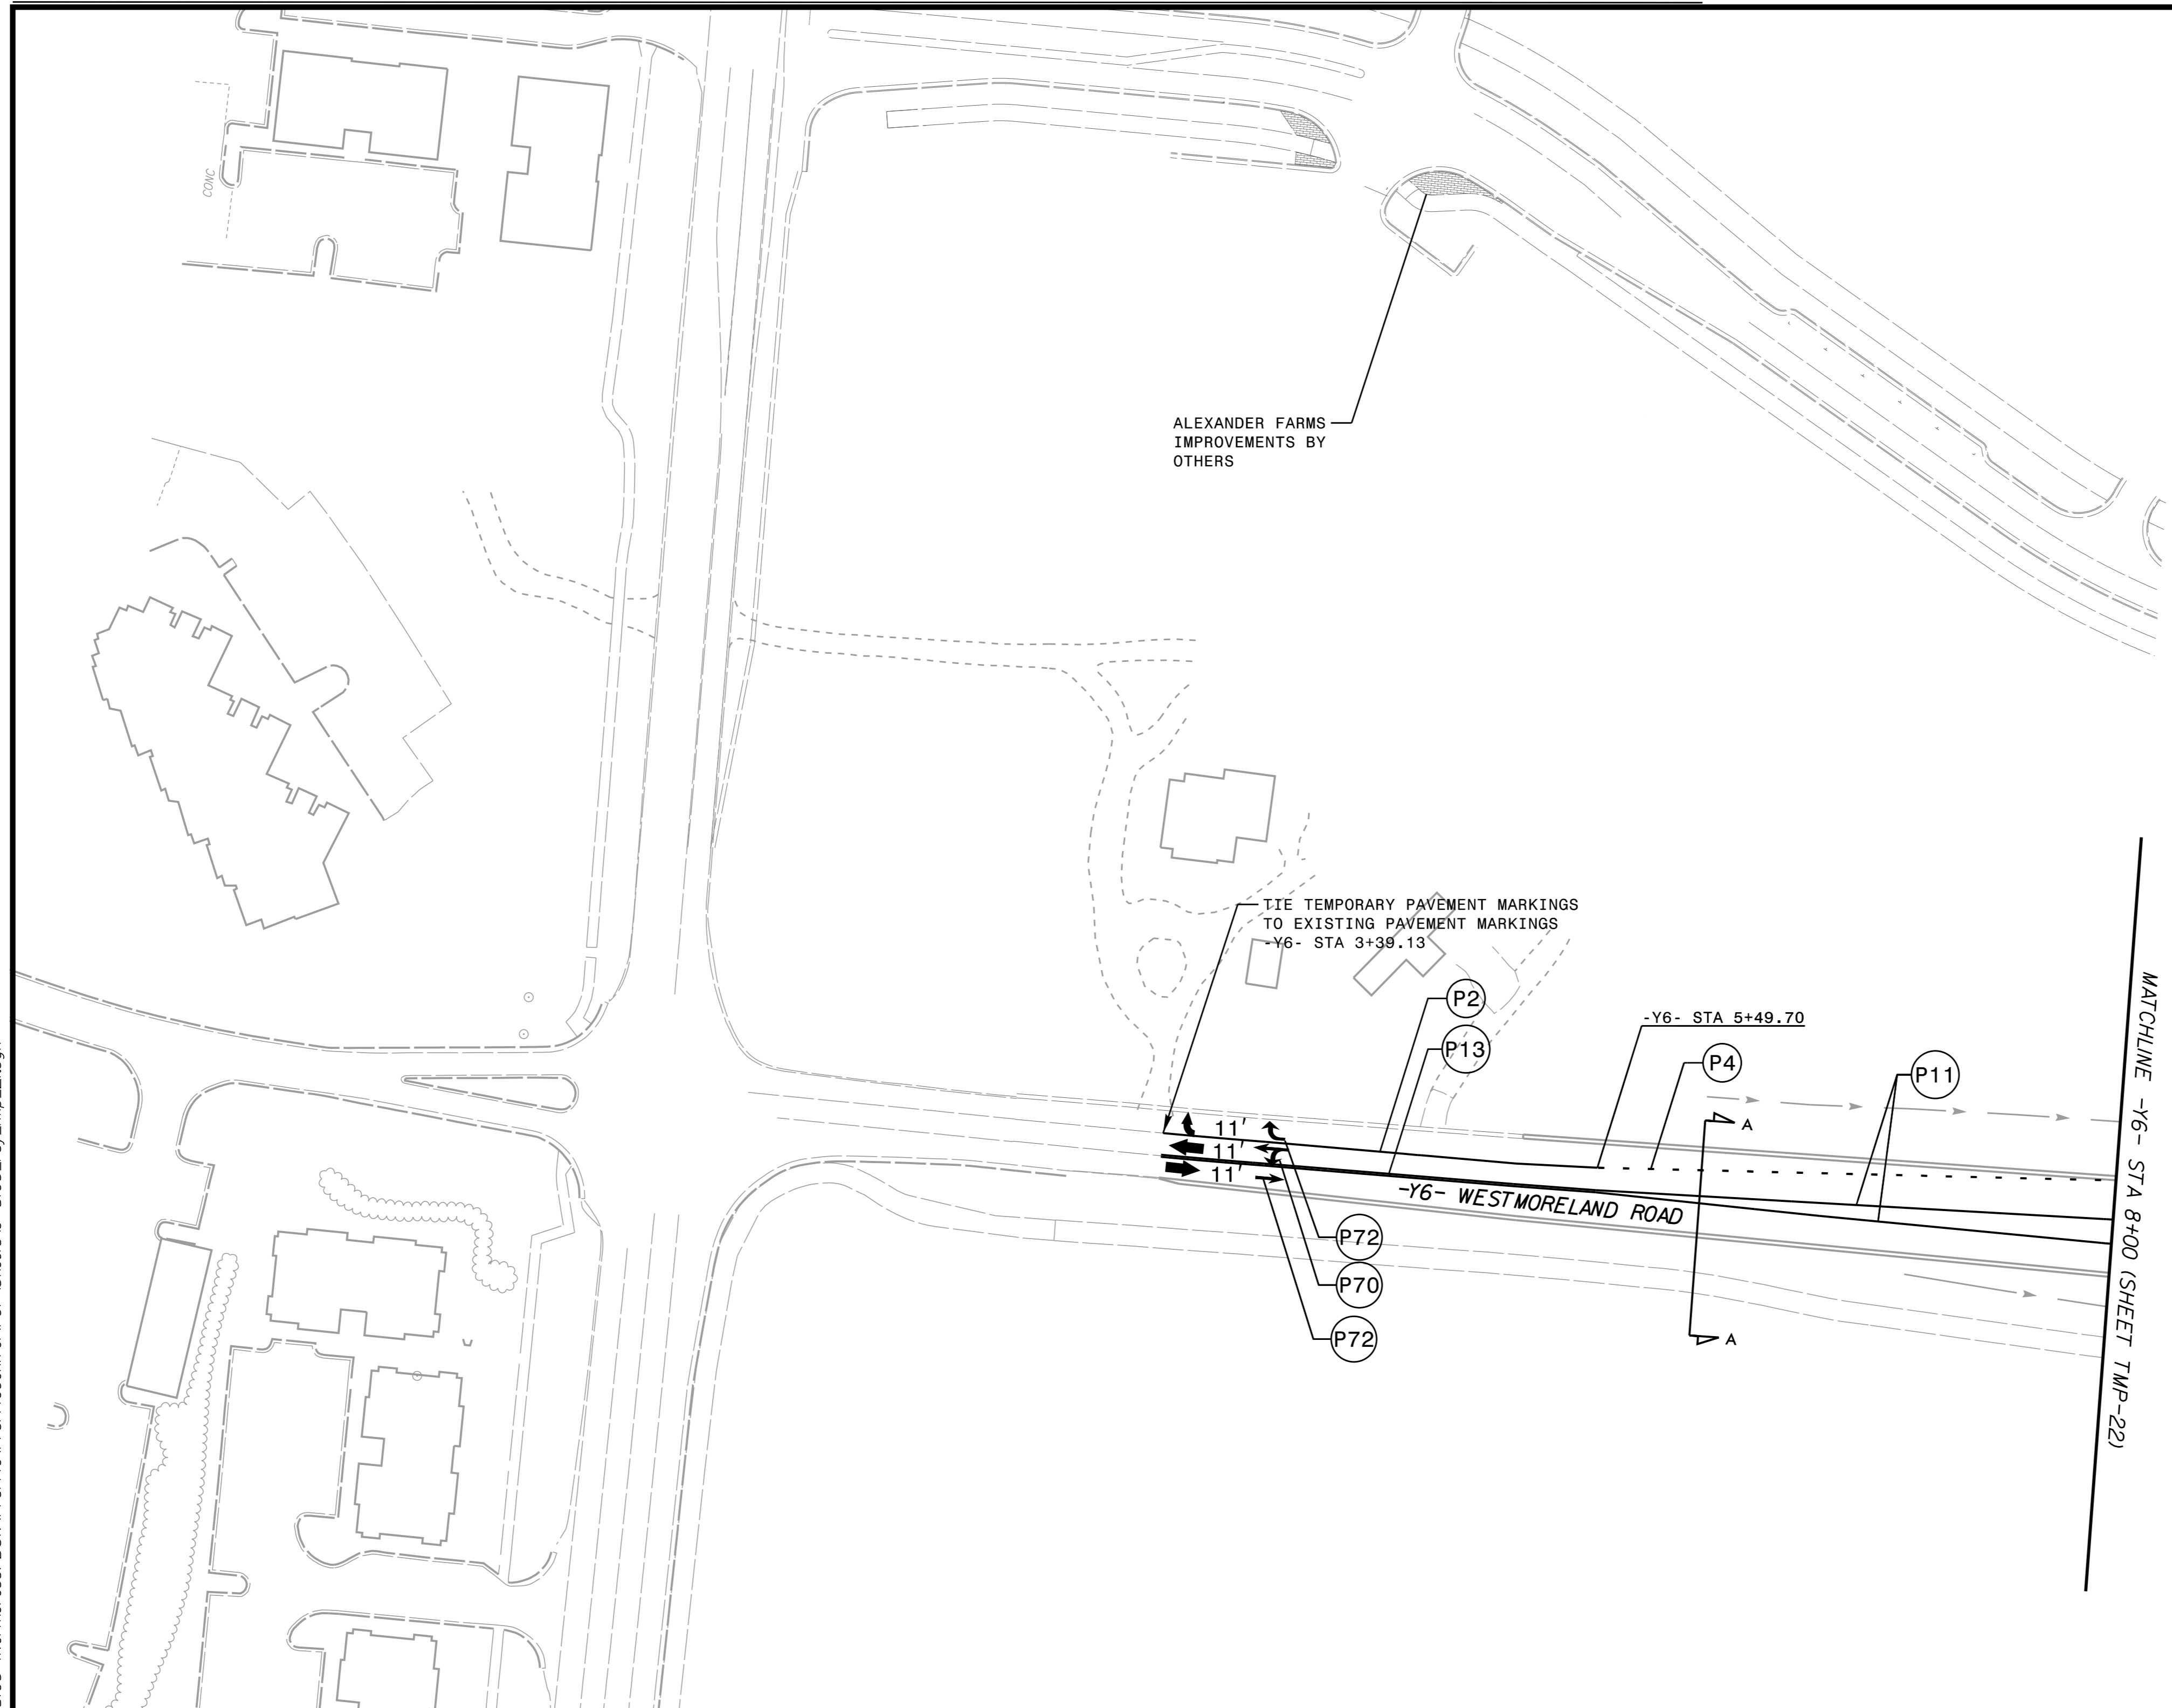 CONC
ALEXANDER FARMS
IMPROVEMENTS BY
OTHERS
TIE TEMPORARY PAVEMENT MARKINGS
TO EXISTING PAVEMENT MARKINGS
-Y6- STA 3+39.13
P2
P13
-Y6- STA 5+49.70
P4
P11
A
11'
11'
11'
-Y6- WESTMORELAND ROAD
P72
P70
P72
A
MATCHLINE -Y6- STA 8+00 (SHEET TMP-22)